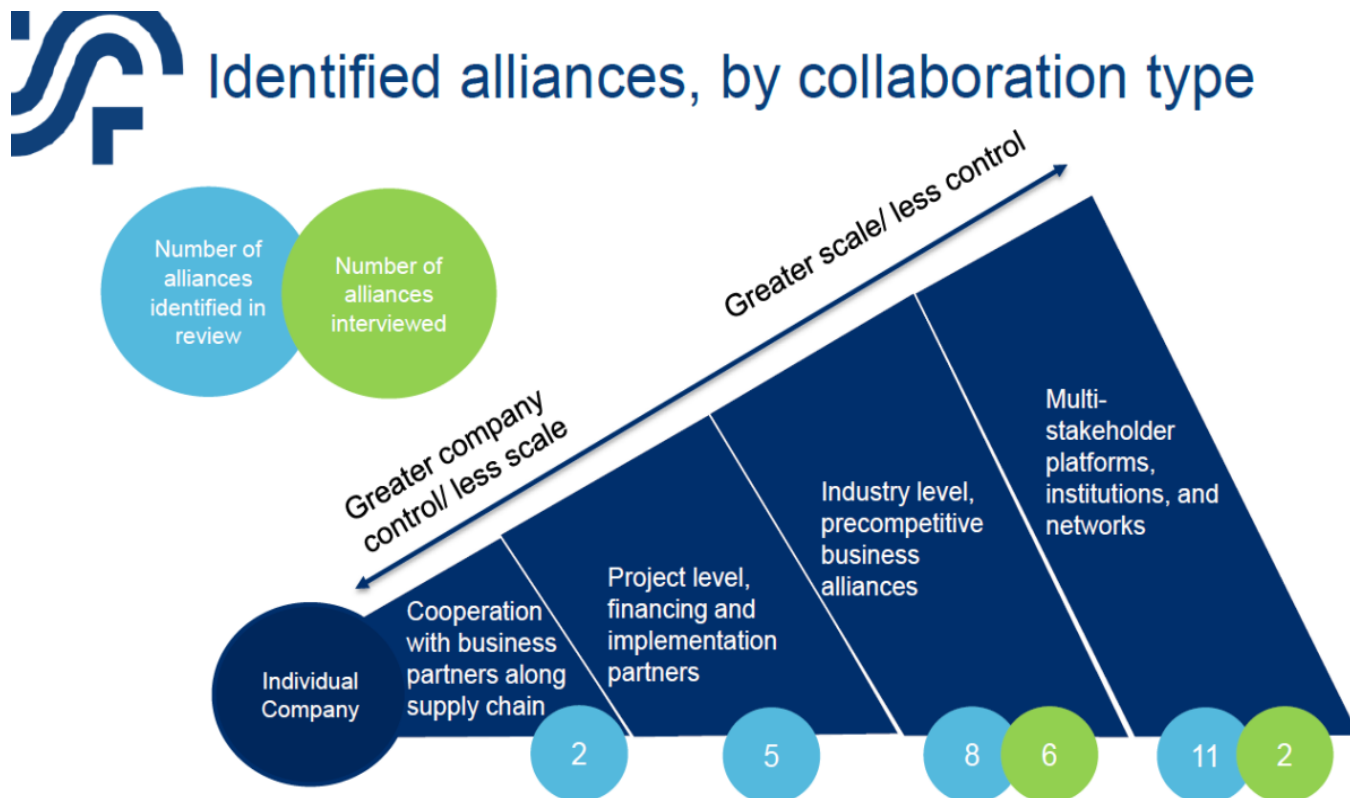 Identified alliances, by collaboration type
Number of
alliances
identified in
review
Number of
alliances
interviewed
Greater company
control/ less scale
Greater scale/ less control
Individual
Company
Cooperation
with business
partners along
supply chain
Project level,
financing and
implementation
partners
Industry level,
precompetitive
business
alliances
Multi-
stakeholder
platforms,
institutions, and
networks
2
5
8
6
11
2